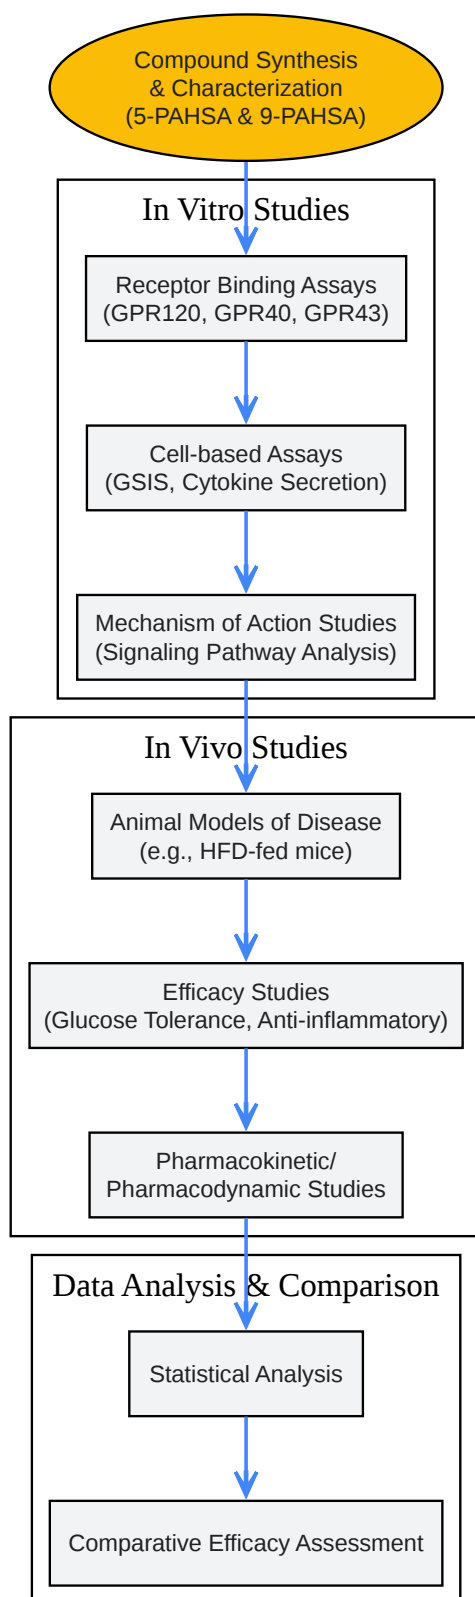 Compound Synthesis
& Characterization
(5-PAHSA & 9-PAHSA)
In Vitro Studies
Receptor Binding Assays
(GPR120, GPR40, GPR43)
Cell-based Assays
(GSIS, Cytokine Secretion)
Mechanism of Action Studies
(Signaling Pathway Analysis)
In Vivo Studies
Animal Models of Disease
(e.g., HFD-fed mice)
Efficacy Studies
(Glucose Tolerance, Anti-inflammatory)
Pharmacokinetic/
Pharmacodynamic Studies
Data Analysis & Comparison
Statistical Analysis
Comparative Efficacy Assessment